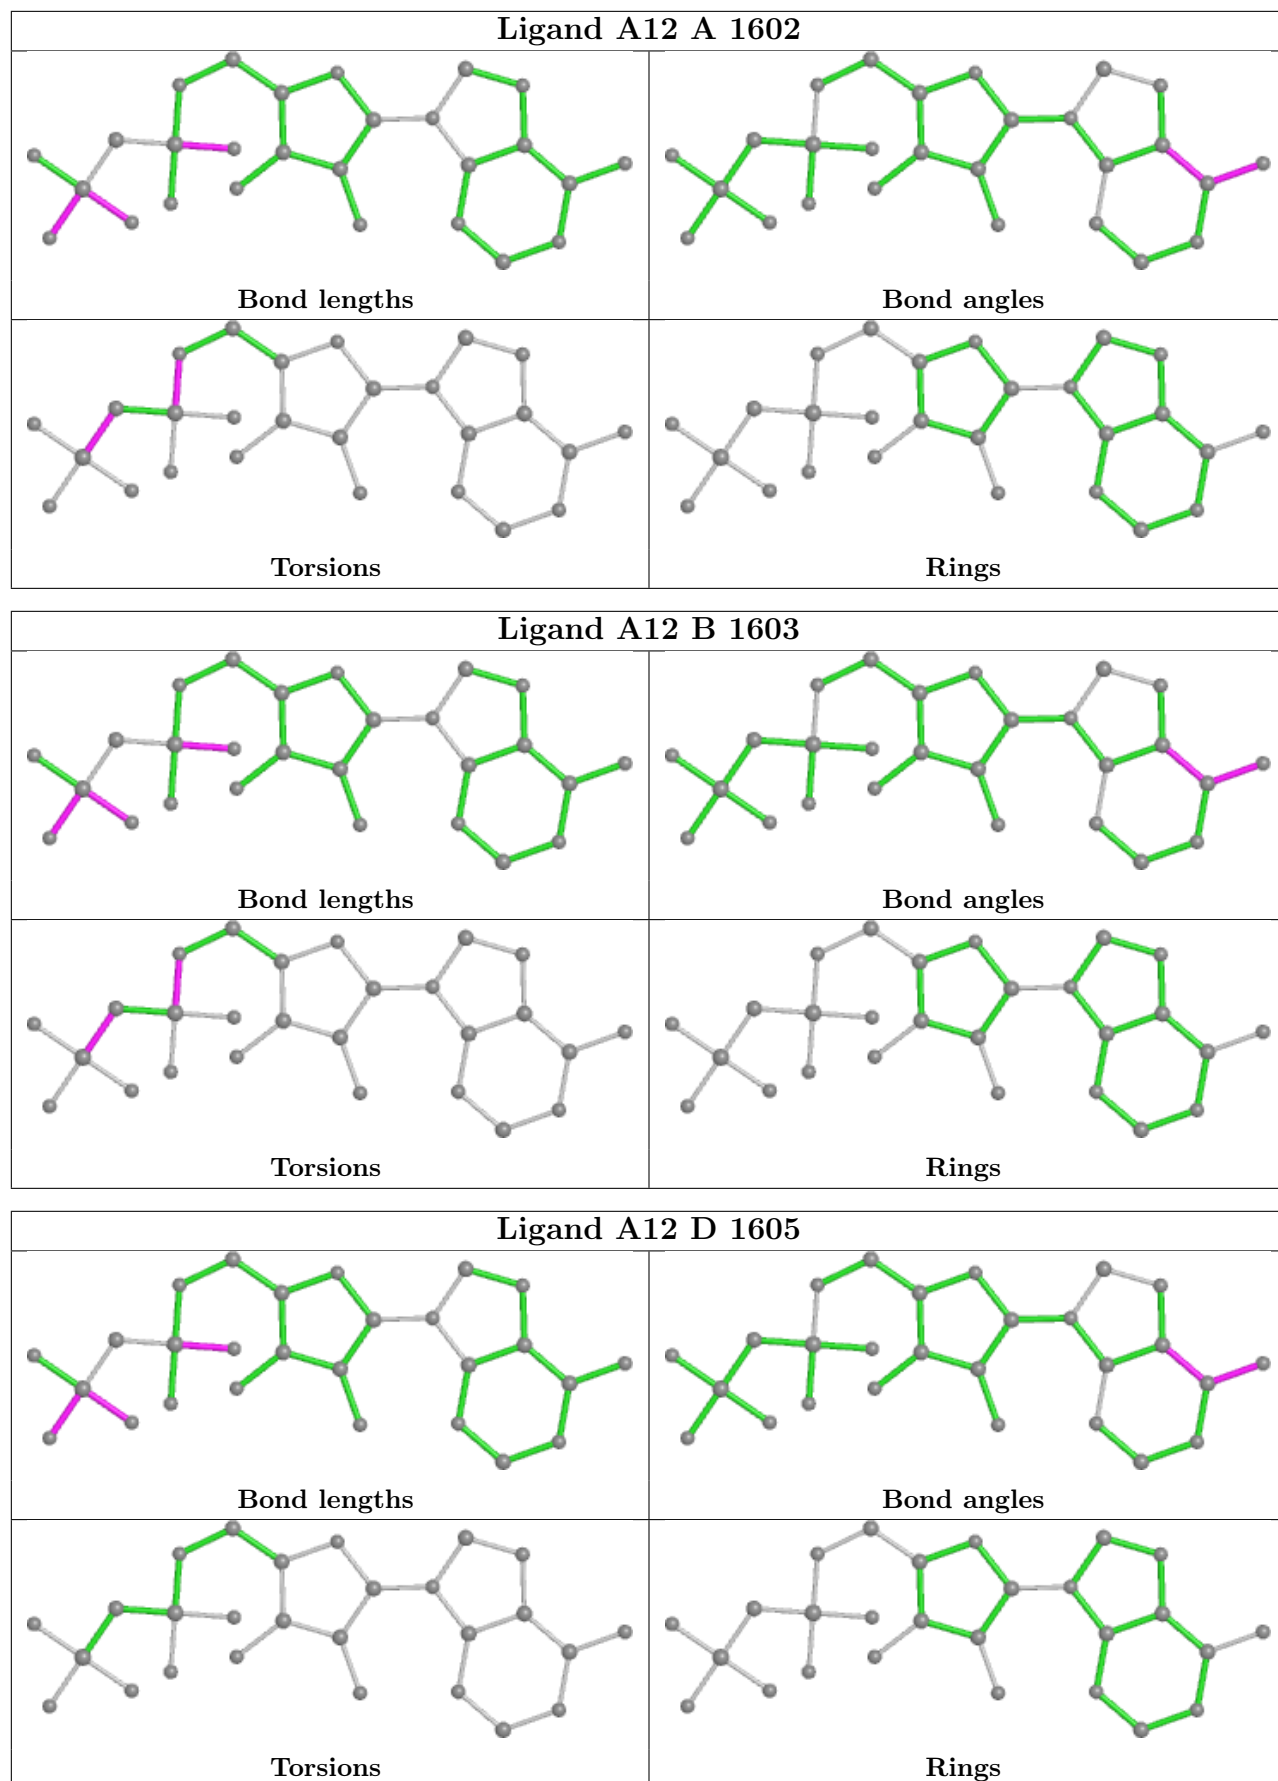 Ligand A12 A 1602
Bond lengths
Bond angles
Torsions
Rings
Ligand A12 B 1603
Bond lengths
Bond angles
Torsions
Rings
Ligand A12 D 1605
Bond lengths
Bond angles
Torsions
Rings